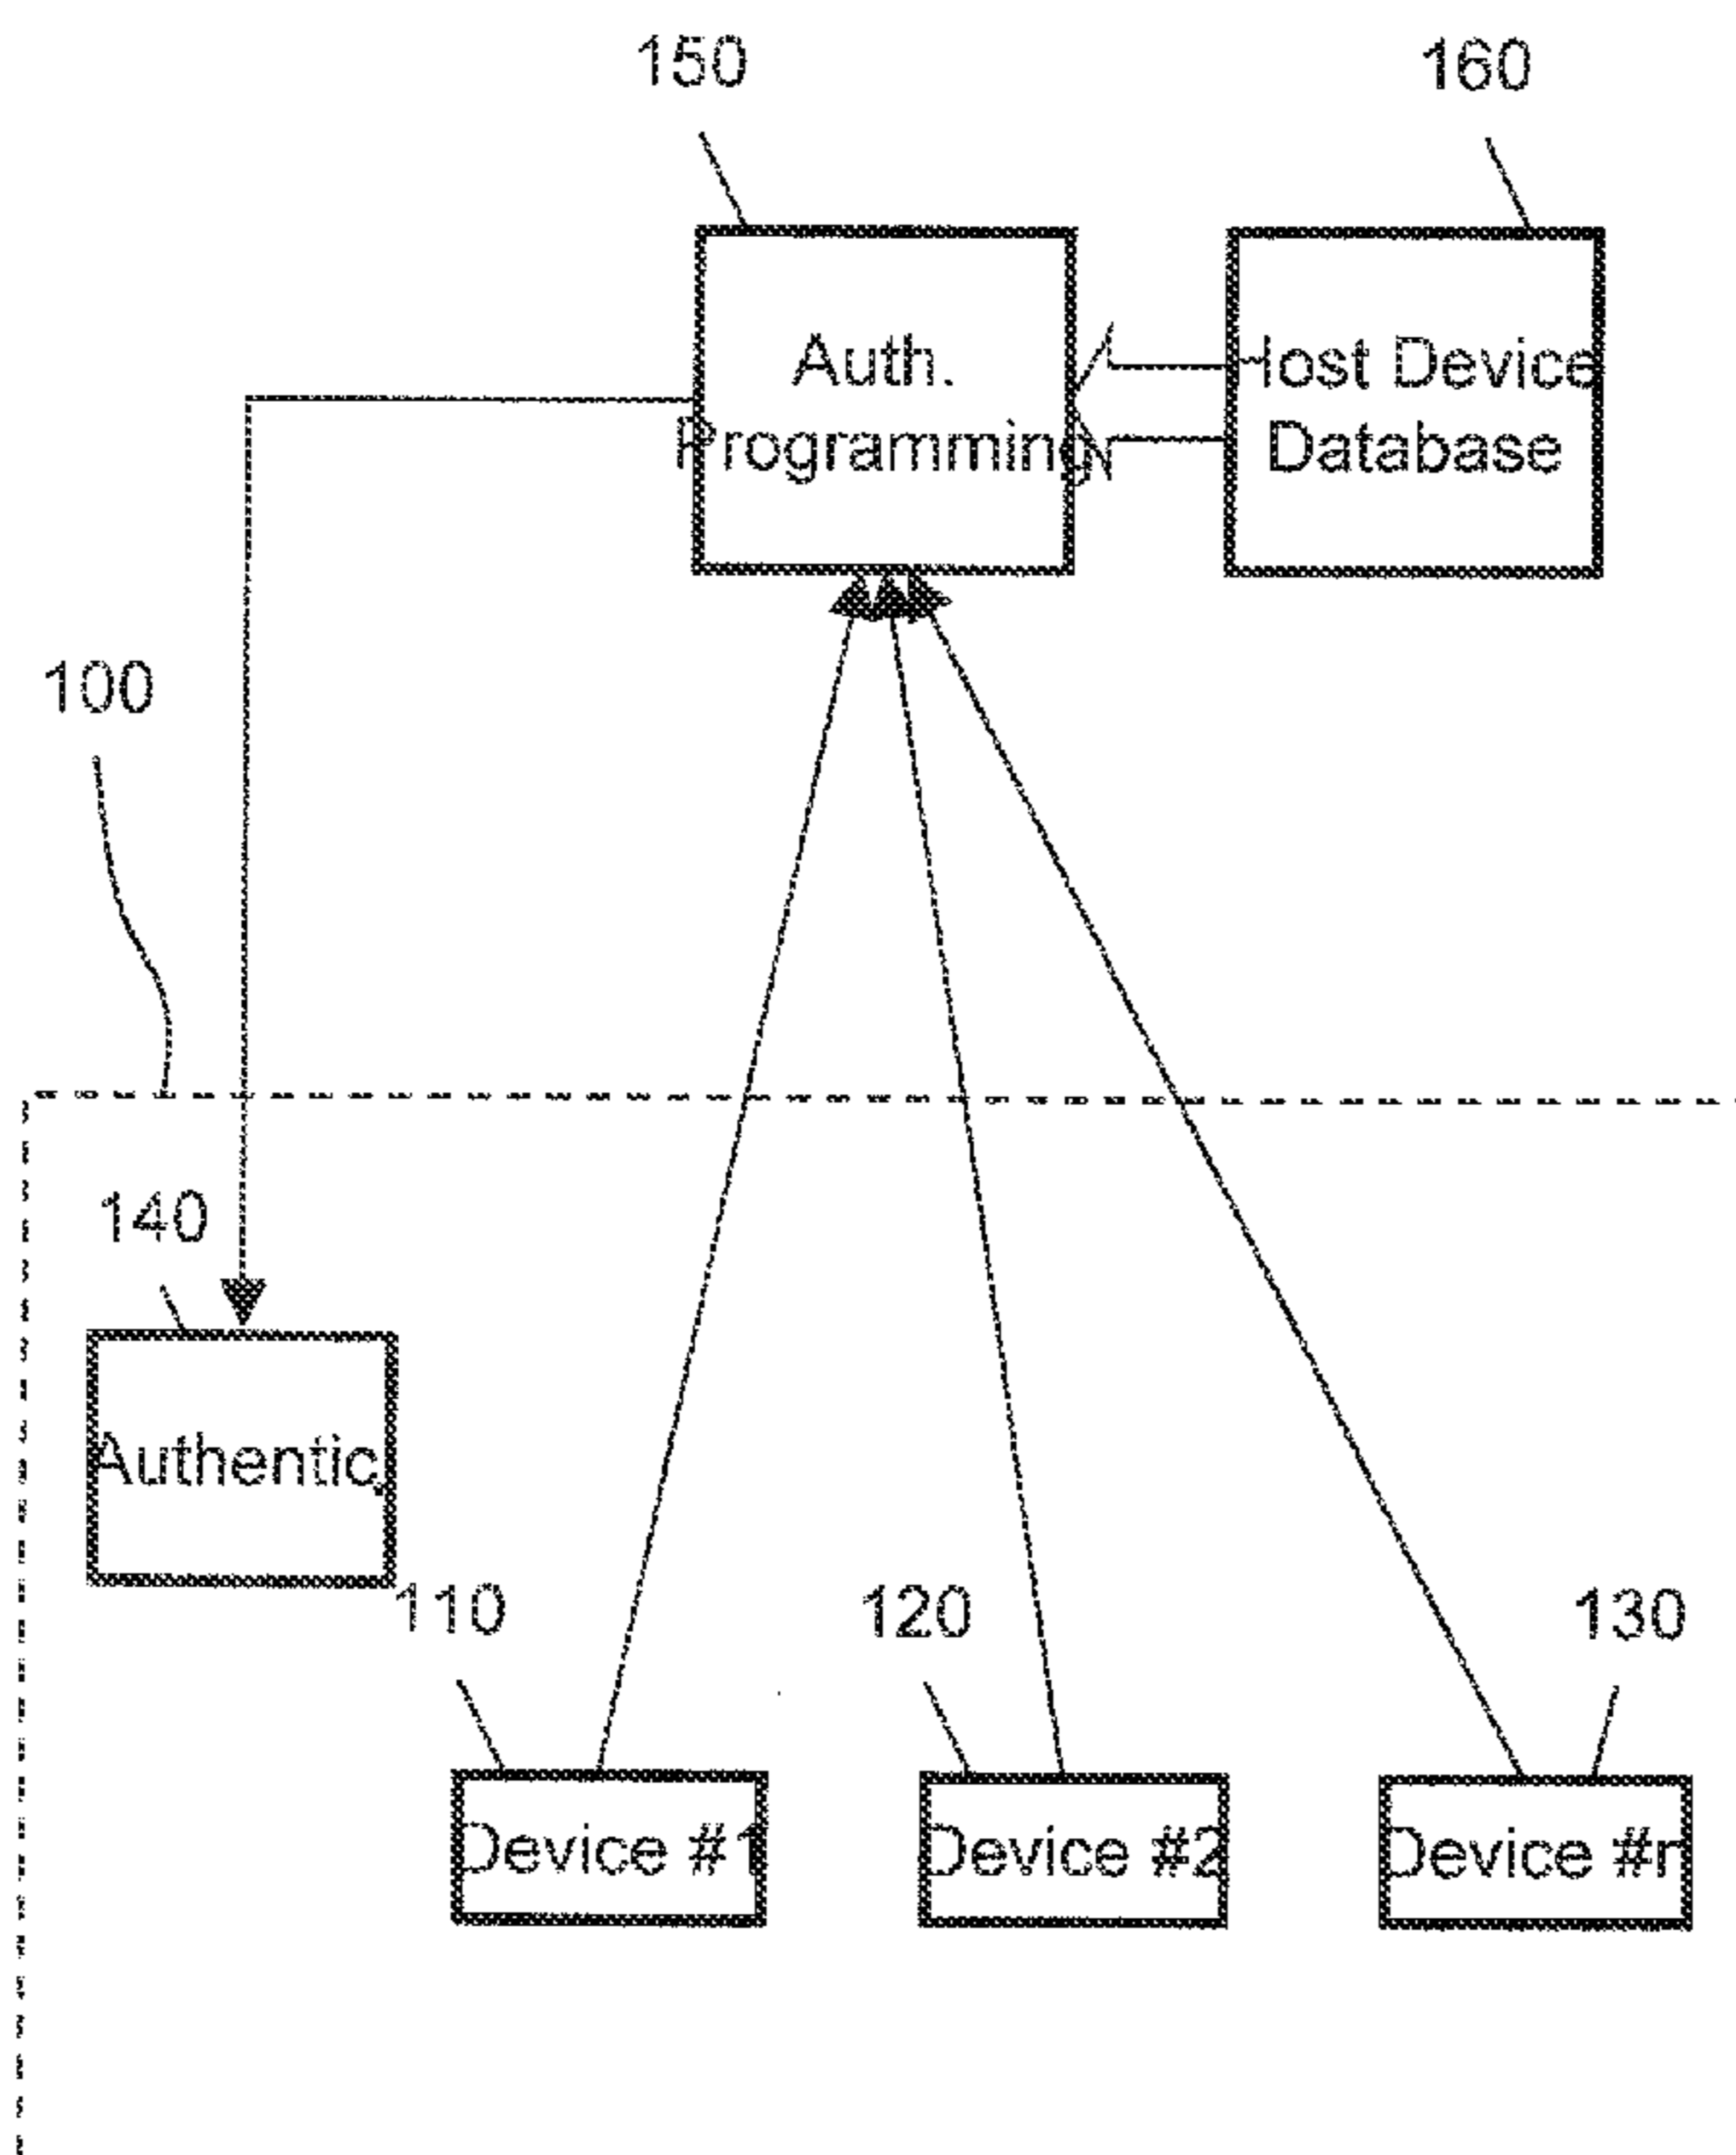 150
160
Auth.
Programming
Host Device
Database
100
140
Authentic.
110
120
130
Device #1
Device #2
Device #n